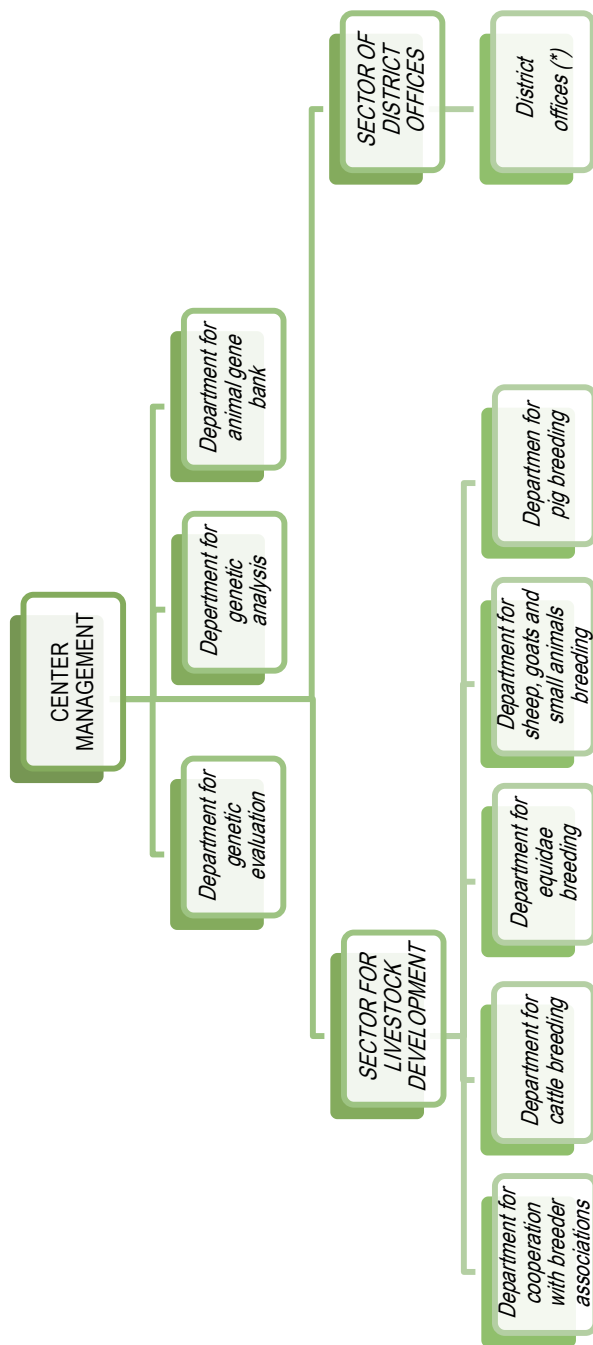 CENTER
MANAGEMENT
Department for
genetic
evaluation
Depertment for
genetic
analysis
Department for
animal gene
bank
SECTOR FOR
LIVESTOCK
DEVELOPMENT
SECTOR OF
DISTRICT
OFFICES
Department for
cooperation
with breeder
associations
Department for
cattle breeding
Department for
equidae
breeding
Department for
sheep, goats and
small animals
breeding
Departmen for
pig breeding
District
offices (*)